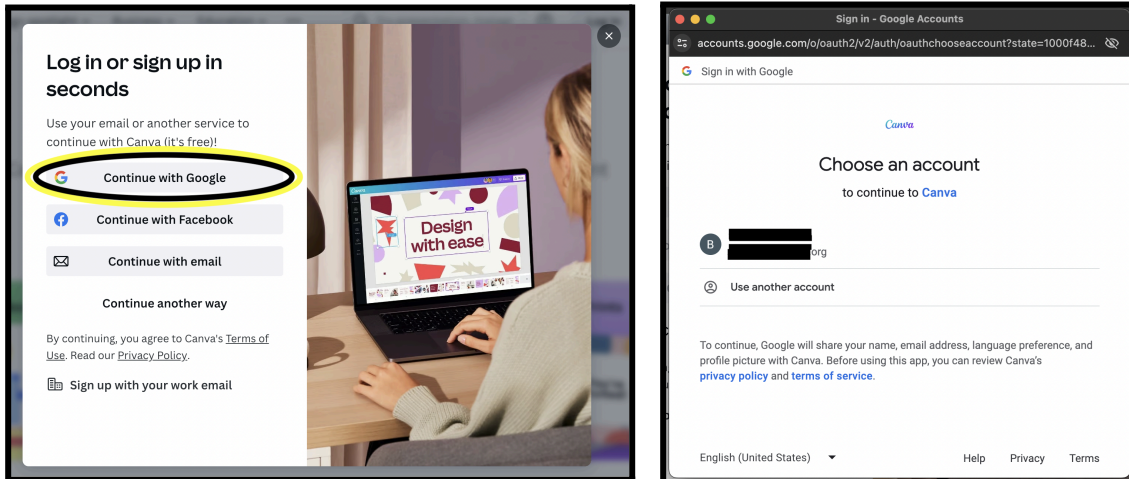 Log in or sign up in
seconds
Use your email or another service to
continue with Canva (it's free)!
Continue with Google
Continue with Facebook
Continue with email
Continue another way
By continuing, you agree to Canva's Terms of
Use. Read our Privacy Policy.
Sign up with your work email
Canva
Design
with ease
Sign in - Google Accounts
accounts.google.com/o/oauth2/v2/auth/oauthchooseaccount?state=1000f48...
Sign in with Google
Canva
Choose an account
to continue to Canva
B
org
Use another account
To continue, Google will share your name, email address, language preference, and
profile picture with Canva. Before using this app, you can review Canva's
privacy policy and terms of service.
English (United States)
Help Privacy Terms